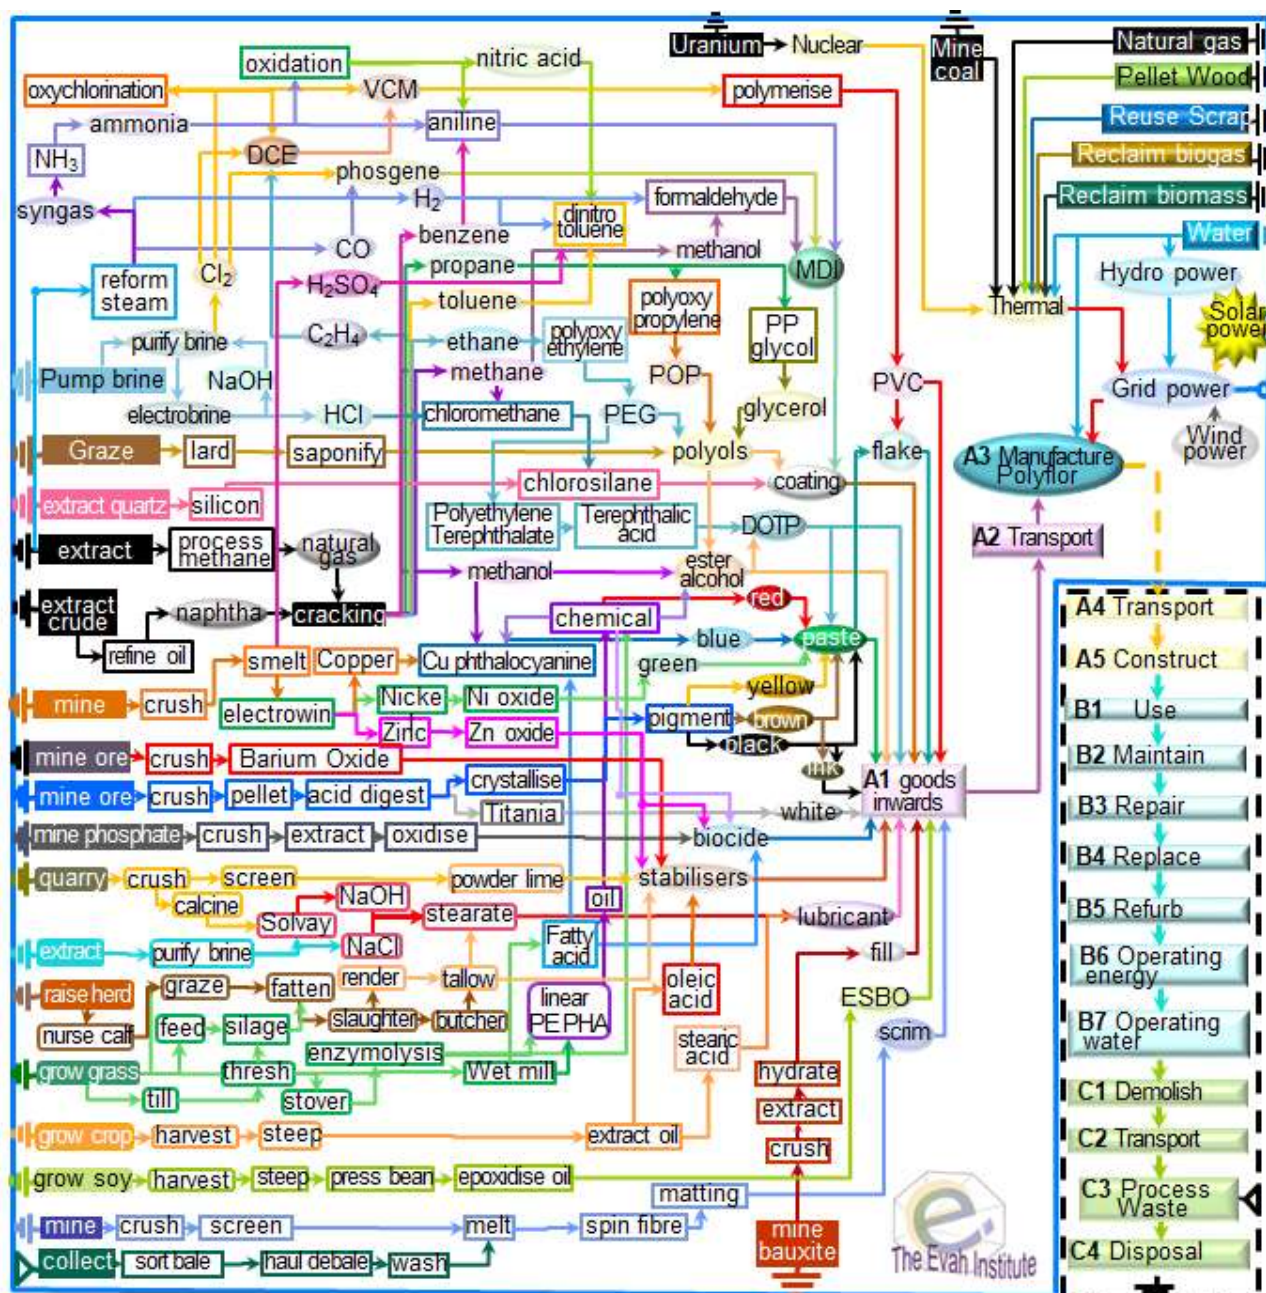 Uranium
Nuclear
Mine
coal
Natural gas
Pellet Wood
Reuse Scrap
Reclaim biogas
Reclaim biomass
Water
Hydro power
Solar
power
Thermal
Grid power
Wind
power
oxidation
nitric acid
oxychlorination
VCM
polymerise
ammonia
aniline
NH3
DCE
phosgene
syngas
H2
formaldehyde
dinitro
toluene
CO
benzene
methanol
MDI
reform
steam
Cl2
H2SO4
propane
toluene
polyoxy
propylene
PP
glycol
C2H4
ethane
polyoxy
ethylene
purify brine
Pump brine
NaOH
methane
POP
PVC
electrobrine
HCl
chloromethane
PEG
glycerol
Graze
lard
saponify
polyols
flake
A3 Manufacture
Polyflor
extract quartz
silicon
chlorosilane
coating
Polyethylene
Terephthalate
Terephthalic
acid
DOTP
A2 Transport
extract
process
methane
natural
gas
methanol
ester
alcohol
extract
crude
naphtha
cracking
chemical
red
refine oil
blue
paste
smelt
Copper
Cu phthalocyanine
green
mine
crush
electrowin
Nicke
Ni oxide
yellow
pigment
brown
Zinc
Zn oxide
black
mine ore
crush
Barium Oxide
ink
A1 goods
inwards
mine ore
crush
pellet
acid digest
crystallise
Titania
white
mine phosphate
crush
extract
oxidise
biocide
quarry
crush
screen
powder lime
stabilisers
calcine
NaOH
oil
Solvay
stearate
lubricant
extract
purify brine
NaCl
Fatty
acid
fill
raise herd
graze
fatten
render
tallow
linear
PE PHA
oleic
acid
ESBO
nurse calf
feed
silage
slaughter
butcher
scrim
enzymolysis
stearic
acid
grow grass
thresh
Wet mill
hydrate
till
stover
extract
grow crop
harvest
steep
extract oil
crush
grow soy
harvest
steep
press bean
epoxidise oil
matting
mine
crush
screen
melt
spin fibre
mine
bauxite
collect
sort bale
haul debale
wash
The Evah Institute
A4 Transport
A5 Construct
B1 Use
B2 Maintain
B3 Repair
B4 Replace
B5 Refurb
B6 Operating
energy
B7 Operating
water
C1 Demolish
C2 Transport
C3 Process
Waste
C4 Disposal